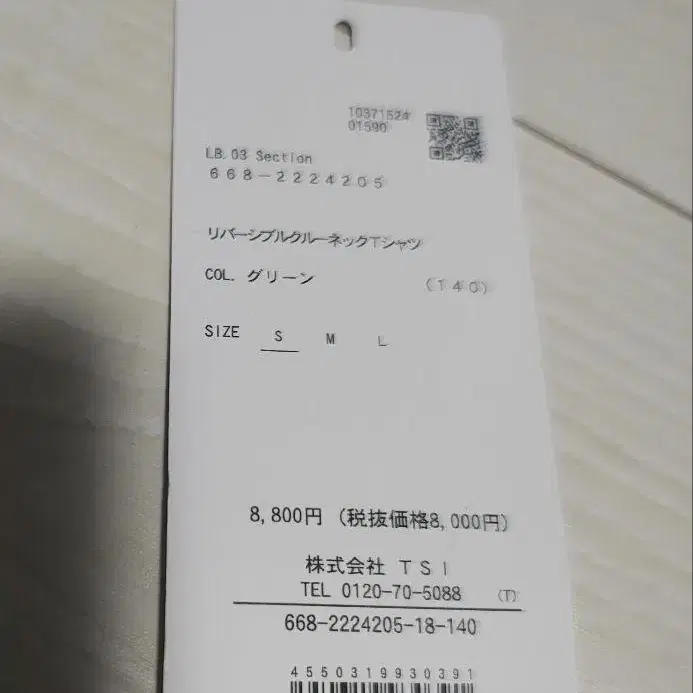 10371524
01590
LB.03 Section
668-2224205
リバーシブルクルーネックTシャツ
COL. グリーン (140)
SIZE S M L
8,800円 (税抜価格8,000円)
株式会社 TSI
TEL 0120-70-5088 (T)
668-2224205-18-140
4550319930391